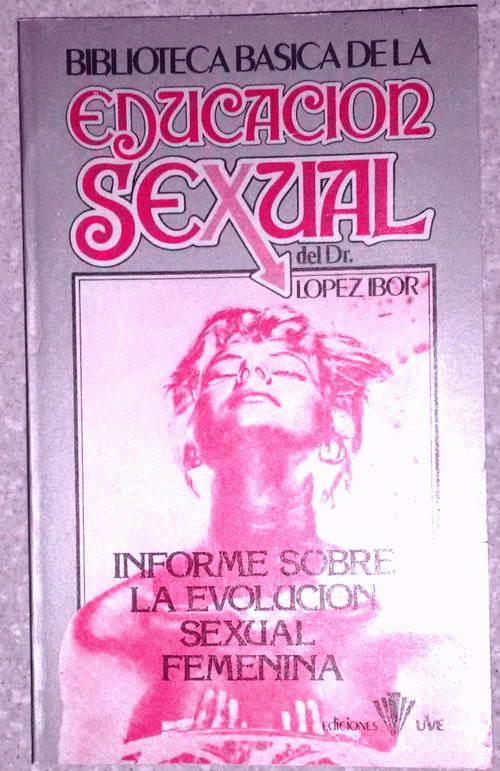 BIBLIOTECA BASICA DE LA
EDUCACION
SEXUAL
del Dr.
LOPEZ IBOR
INFORME SOBRE
LA EVOLUCION
SEXUAL
FEMENINA
ediciones UVE